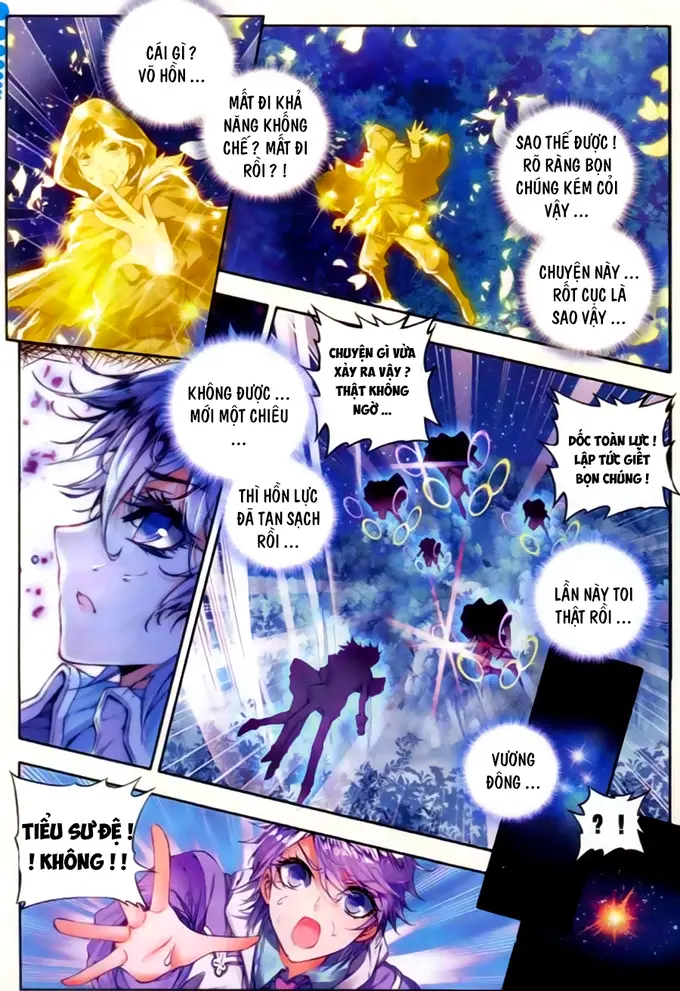 CÁI GÌ ?
VÕ HỒN ...
MẤT ĐI KHẢ
NĂNG KHỐNG
CHẾ ? MẤT ĐI
RỒI ? !
SAO THẾ ĐƯỢC !
RÕ RÀNG BỌN
CHÚNG KÉM CỎI
VẬY ...
CHUYỆN NÀY ...
RỐT CỤC LÀ
SAO VẬY ...
CHUYỆN GÌ VỪA
XẢY RA VẬY ?
THẬT KHÔNG
NGỜ ...
KHÔNG ĐƯỢC ...
MỚI MỘT CHIÊU
...
DỐC TOÀN LỰC !
LẬP TỨC GIẾT
BỌN CHÚNG !
THÌ HỒN LỰC
ĐÃ TAN SẠCH
RỒI ...
LẦN NÀY TOI
THẬT RỒI ...
VƯƠNG
ĐÔNG ...
TIỂU SƯ ĐỆ !
! KHÔNG ! !
? !